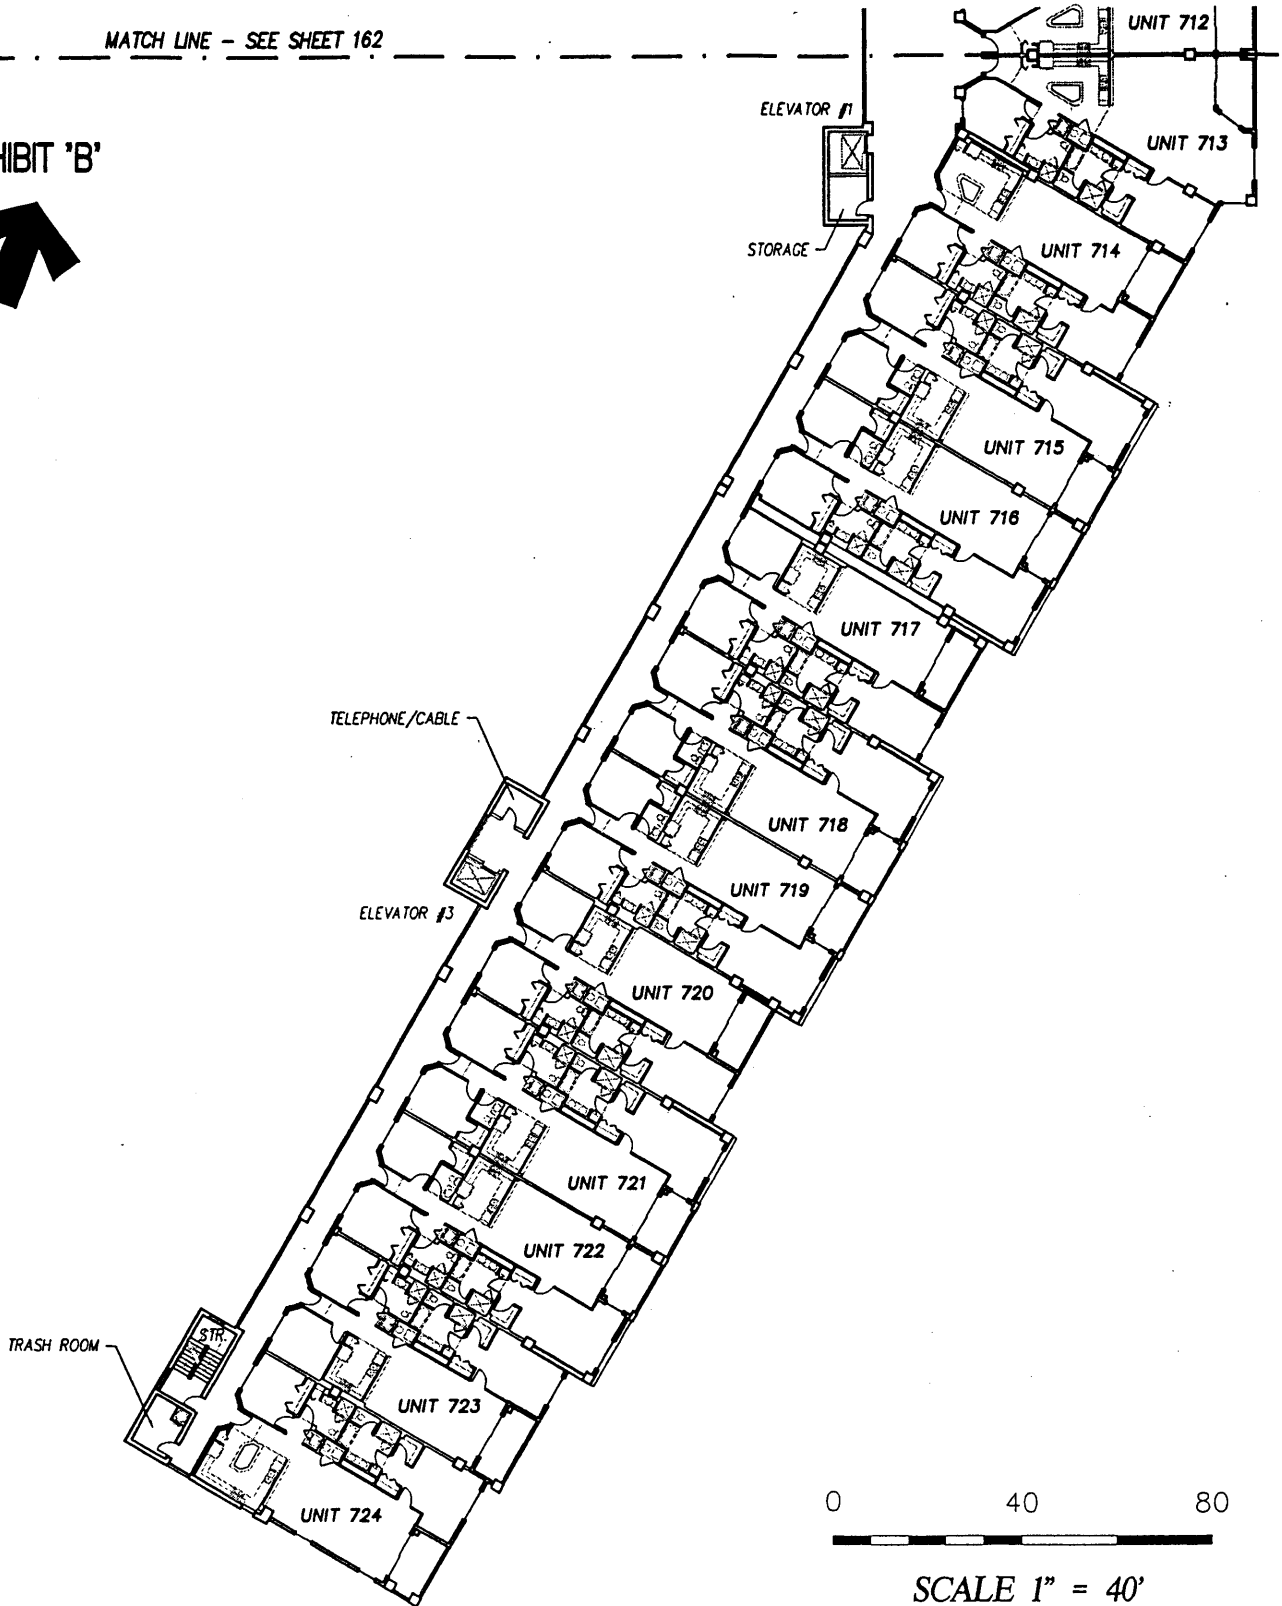 UNIT 712
MATCH LINE - SEE SHEET 162
ELEVATOR #1
UNIT 713
HIBIT 'B'
STORAGE
UNIT 714
UNIT 715
UNIT 716
UNIT 717
TELEPHONE/CABLE
UNIT 718
UNIT 719
ELEVATOR #3
UNIT 720
UNIT 721
UNIT 722
STR.
TRASH ROOM
UNIT 723
UNIT 724
0 40 80
SCALE 1" = 40'